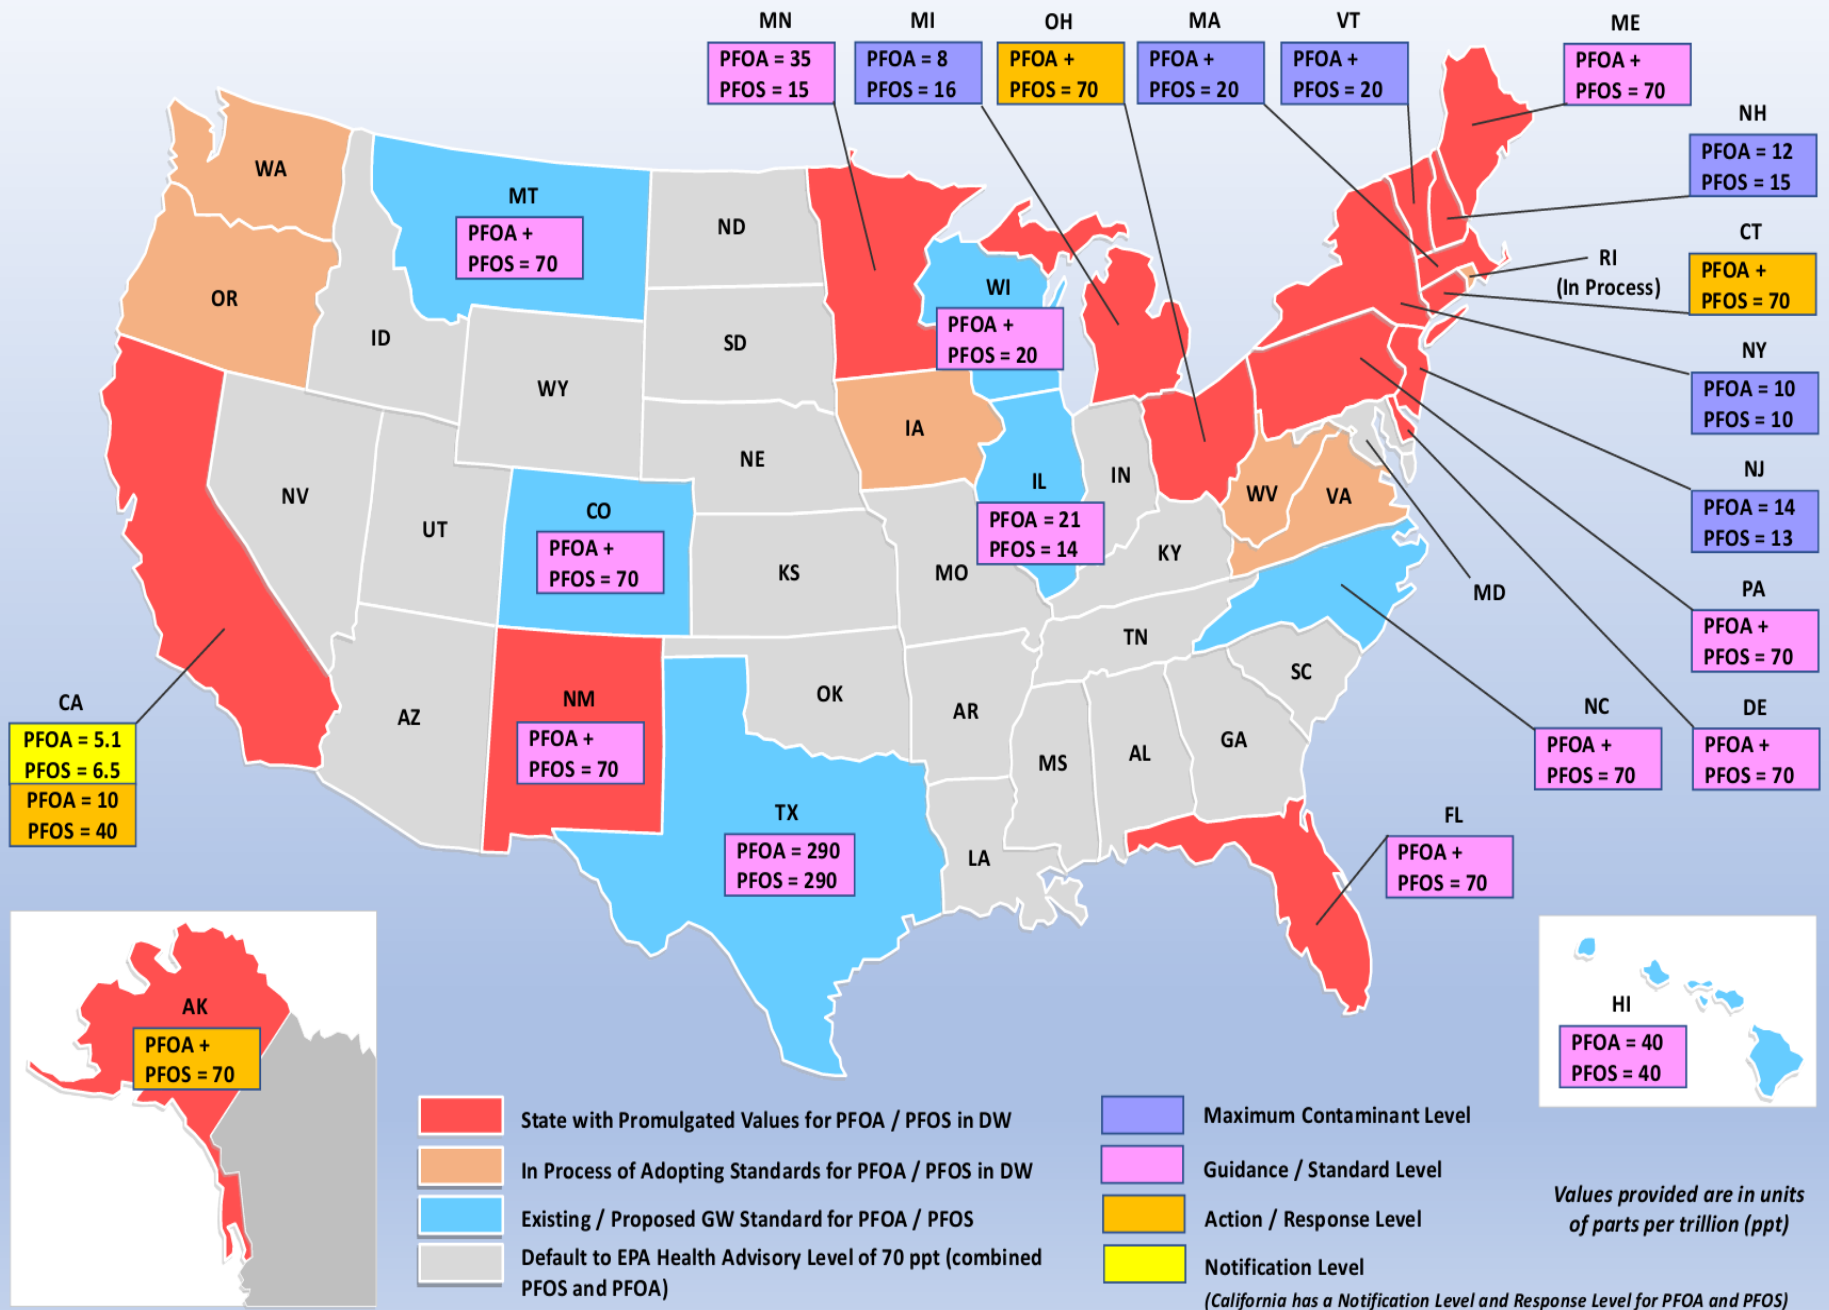 MN
PFOA = 35
PFOS = 15
MI
PFOA = 8
PFOS = 16
OH
PFOA +
PFOS = 70
MA
PFOA +
PFOS = 20
VT
PFOA +
PFOS = 20
ME
PFOA +
PFOS = 70
NH
PFOA = 12
PFOS = 15
CT
PFOA +
PFOS = 70
RI
(In Process)
NY
PFOA = 10
PFOS = 10
NJ
PFOA = 14
PFOS = 13
PA
PFOA +
PFOS = 70
DE
PFOA +
PFOS = 70
NC
PFOA +
PFOS = 70
MD
FL
PFOA +
PFOS = 70
WA
OR
MT
PFOA +
PFOS = 70
ID
WY
ND
SD
NE
WI
PFOA +
PFOS = 20
IA
IL
PFOA = 21
PFOS = 14
IN
WV
VA
KY
NV
UT
CO
PFOA +
PFOS = 70
KS
MO
TN
SC
CA
PFOA = 5.1
PFOS = 6.5
PFOA = 10
PFOS = 40
AZ
NM
PFOA +
PFOS = 70
OK
AR
MS
AL
GA
TX
PFOA = 290
PFOS = 290
LA
AK
PFOA +
PFOS = 70
HI
PFOA = 40
PFOS = 40
State with Promulgated Values for PFOA / PFOS in DW
In Process of Adopting Standards for PFOA / PFOS in DW
Existing / Proposed GW Standard for PFOA / PFOS
Default to EPA Health Advisory Level of 70 ppt (combined
PFOS and PFOA)
Maximum Contaminant Level
Guidance / Standard Level
Action / Response Level
Notification Level
(California has a Notification Level and Response Level for PFOA and PFOS)
Values provided are in units
of parts per trillion (ppt)